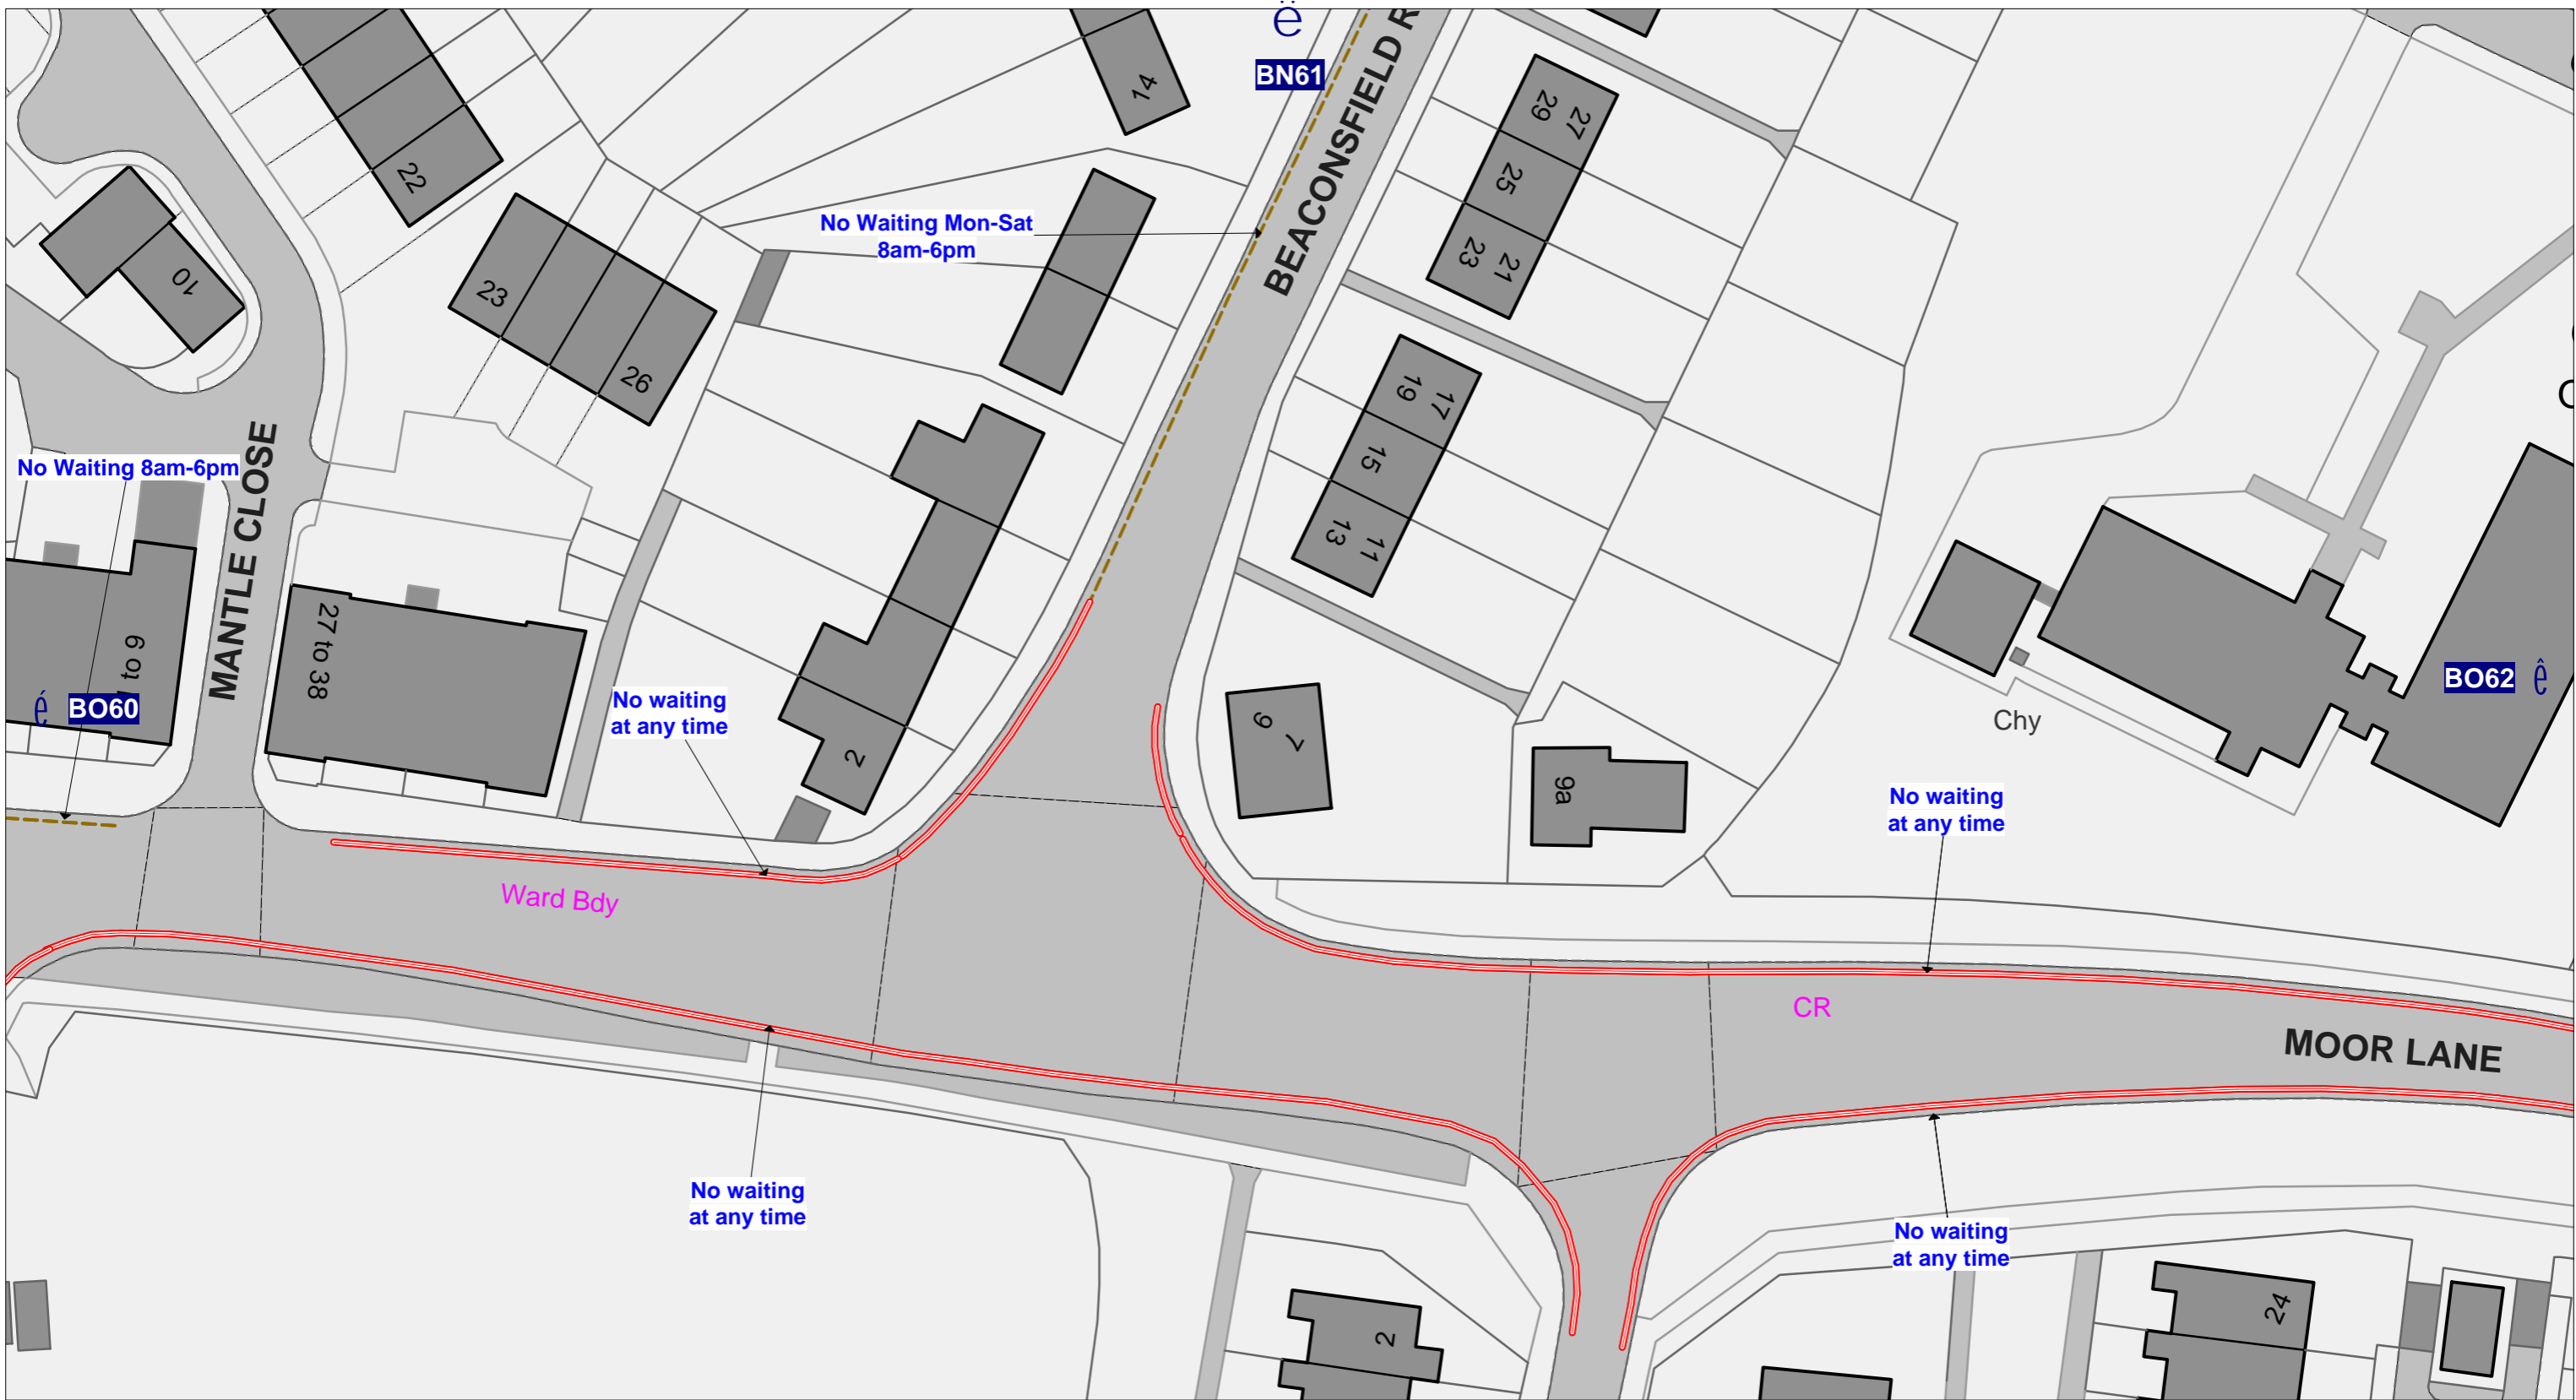 ë
BN61
BEACONSFIELD R
14
22
29
27
25
23
21
No Waiting Mon-Sat
8am-6pm
10
23
26
19
17
15
13
11
MANTLE CLOSE
No Waiting 8am-6pm
27 to 38
é BO60
No waiting
at any time
2
9
7
9a
Chy
BO62 ê
No waiting
at any time
Ward Bdy
CR
MOOR LANE
No waiting
at any time
No waiting
at any time
2
24